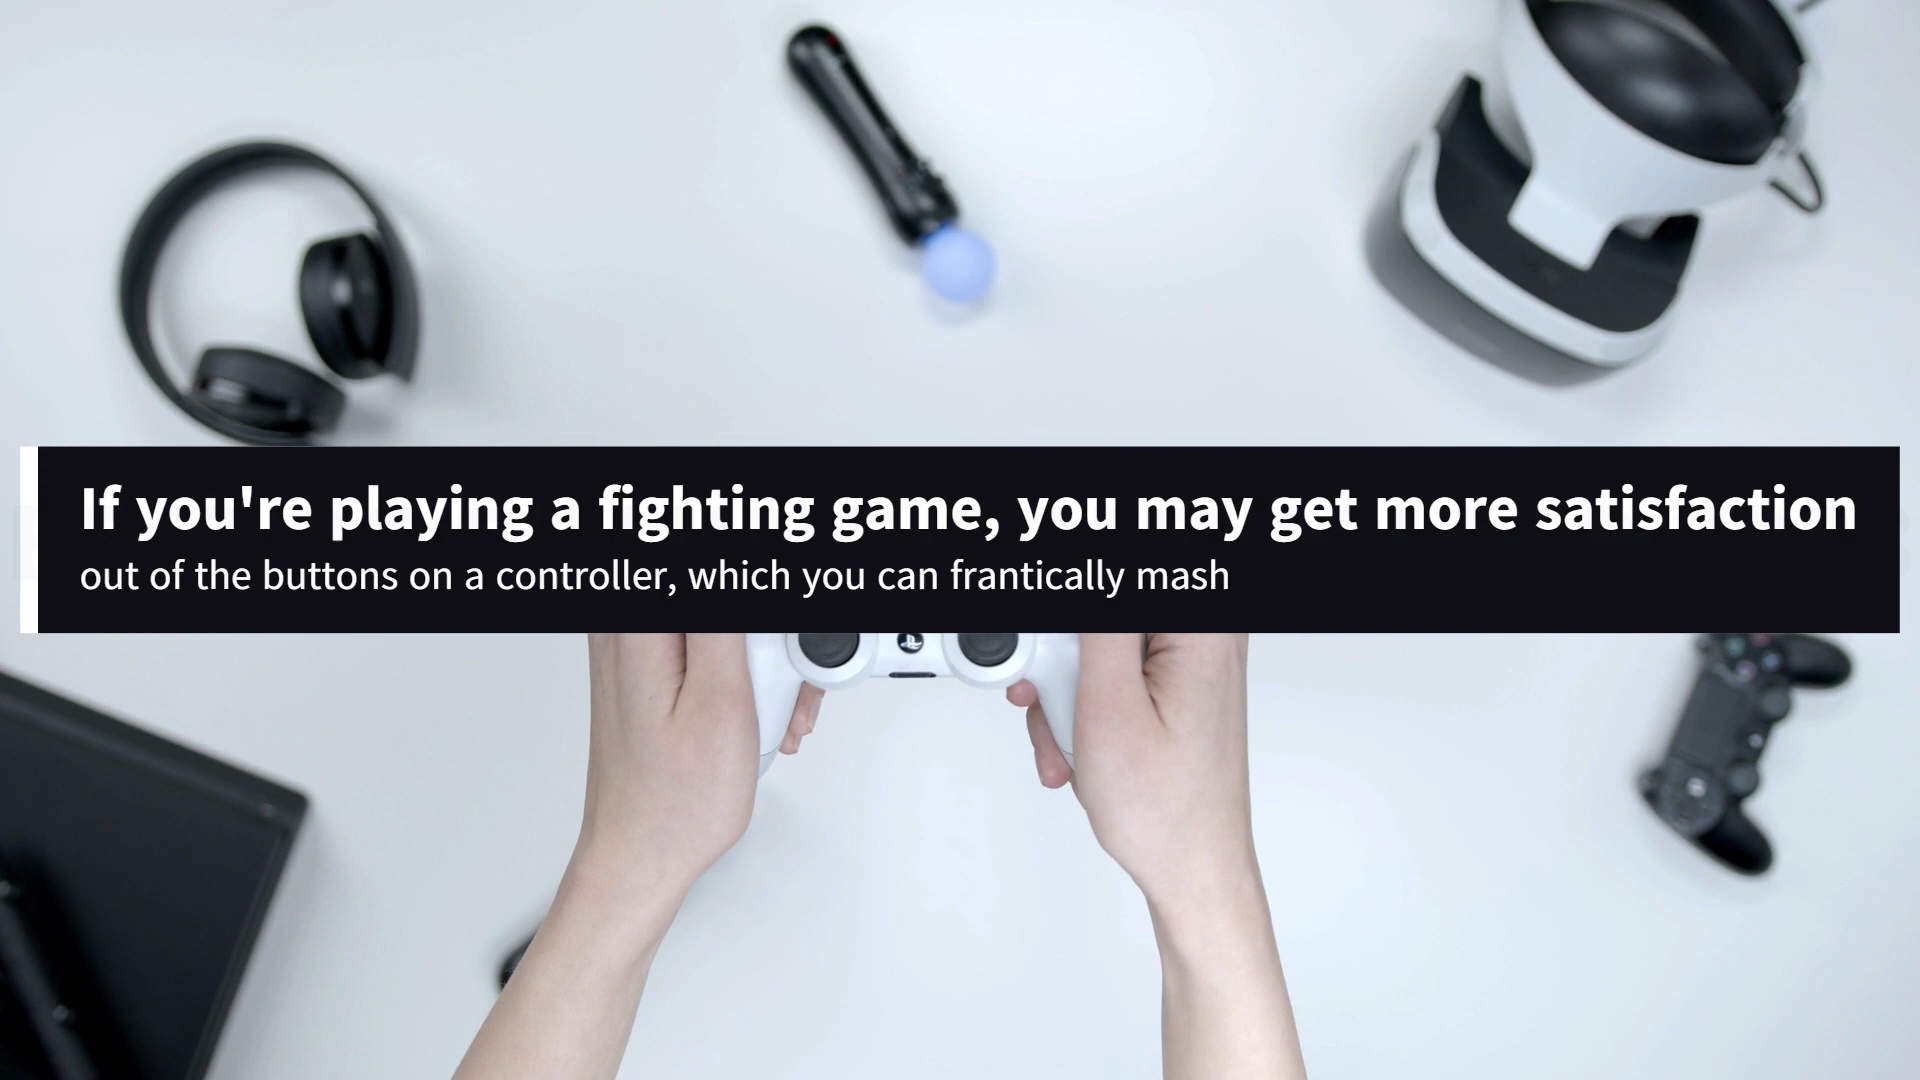 If you're playing a fighting game, you may get more satisfaction
out of the buttons on a controller, which you can frantically mash